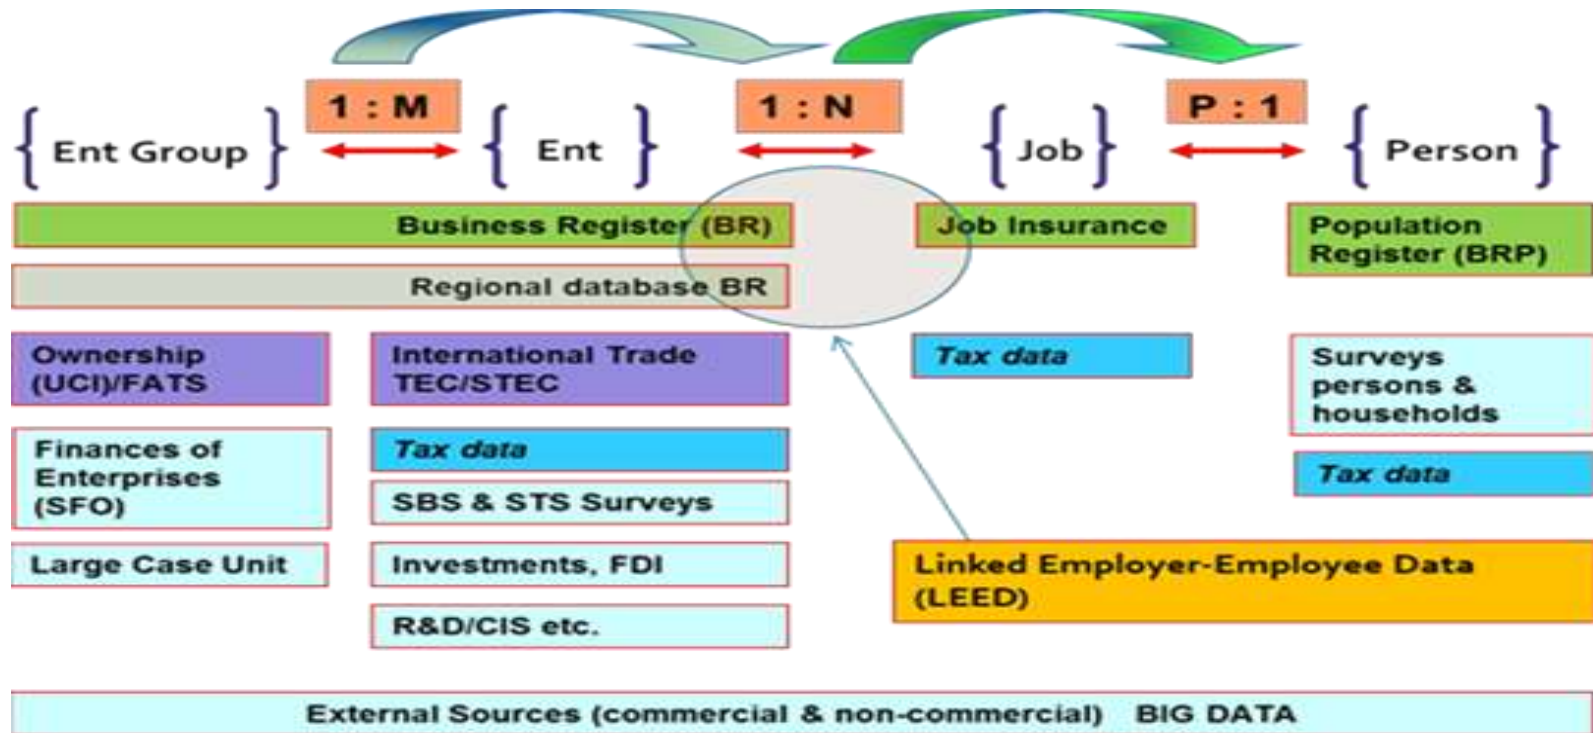 1 : M
1 : N
P : 1
{ Ent Group }
{ Ent }
{ Job }
{ Person }
Business Register (BR)
Job Insurance
Population
Register (BRP)
Regional database BR
Ownership
(UCI)/FATS
International Trade
TEC/STEC
Tax data
Surveys
persons &
households
Finances of
Enterprises
(SFO)
Tax data
SBS & STS Surveys
Tax data
Large Case Unit
Investments, FDI
R&D/CIS etc.
Linked Employer-Employee Data
(LEED)
External Sources (commercial & non-commercial) BIG DATA